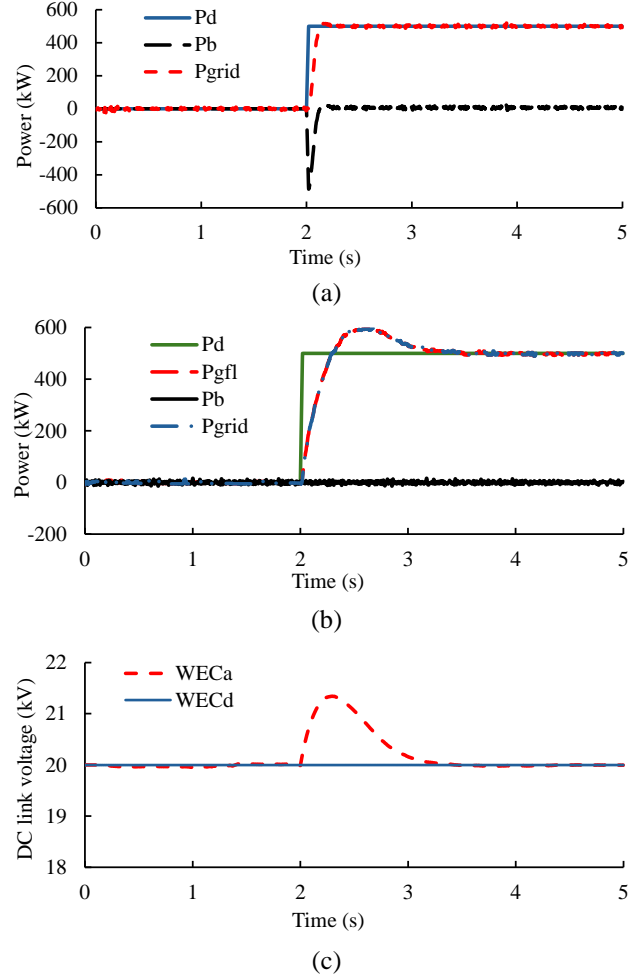 600
400
200
0
-200
-400
-600
Power (kW)
Pd
Pb
Pgrid
0 1 2 3 4 5
Time (s)
(a)
600
400
200
0
-200
Power (kW)
Pd
Pgfl
Pb
Pgrid
0 1 2 3 4 5
Time (s)
(b)
22
21
20
19
18
DC link voltage (kV)
WECa
WECd
0 1 2 3 4 5
Time (s)
(c)